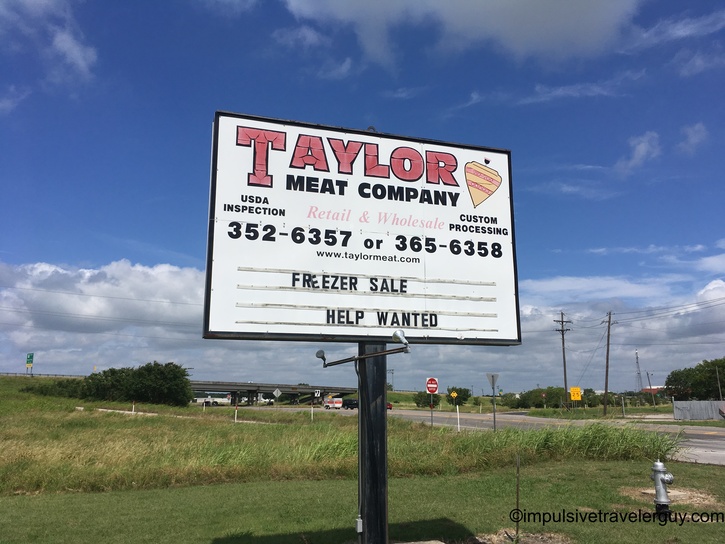 TAYLOR
MEAT COMPANY
USDA
INSPECTION
Retail & Wholesale
CUSTOM
PROCESSING
352-6357 or 365-6358
www.taylormeat.com
FREEZER SALE
HELP WANTED
77
©impulsivetravelerguy.com